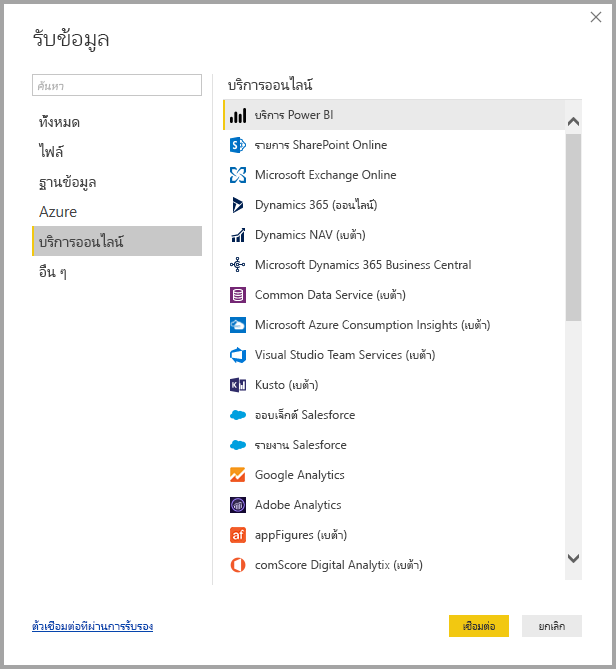 รับข้อมูล
ค้นหา
ทั้งหมด
ไฟล์
ฐานข้อมูล
Azure
บริการออนไลน์
อื่น ๆ
บริการออนไลน์
บริการ Power BI
รายการ SharePoint Online
Microsoft Exchange Online
Dynamics 365 (ออนไลน์)
Dynamics NAV (เบต้า)
Microsoft Dynamics 365 Business Central
Common Data Service (เบต้า)
Microsoft Azure Consumption Insights (เบต้า)
Visual Studio Team Services (เบต้า)
Kusto (เบต้า)
ออบเจ็กต์ Salesforce
รายงาน Salesforce
Google Analytics
Adobe Analytics
appFigures (เบต้า)
comScore Digital Analytix (เบต้า)
ตัวเชื่อมต่อที่ผ่านการรับรอง
เชื่อมต่อ
ยกเลิก